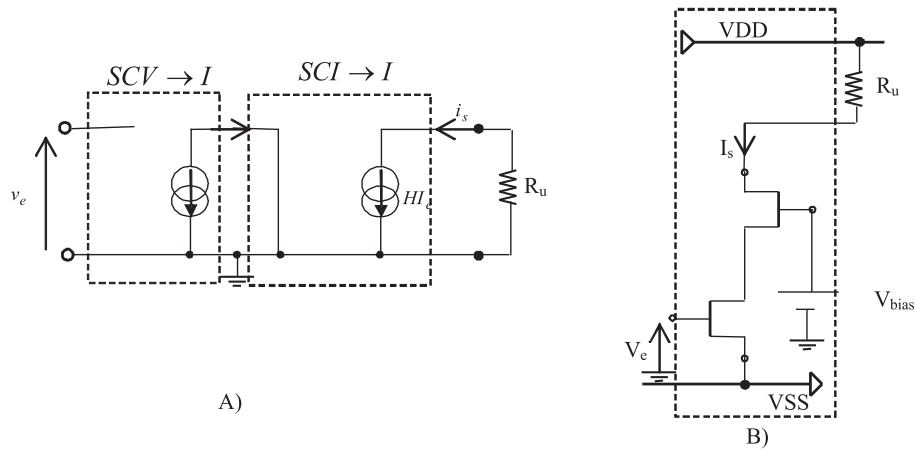 SCV → I
SCI → I
v_e
i_s
HI_e
R_u
A)
VDD
R_u
I_s
V_bias
V_e
VSS
B)